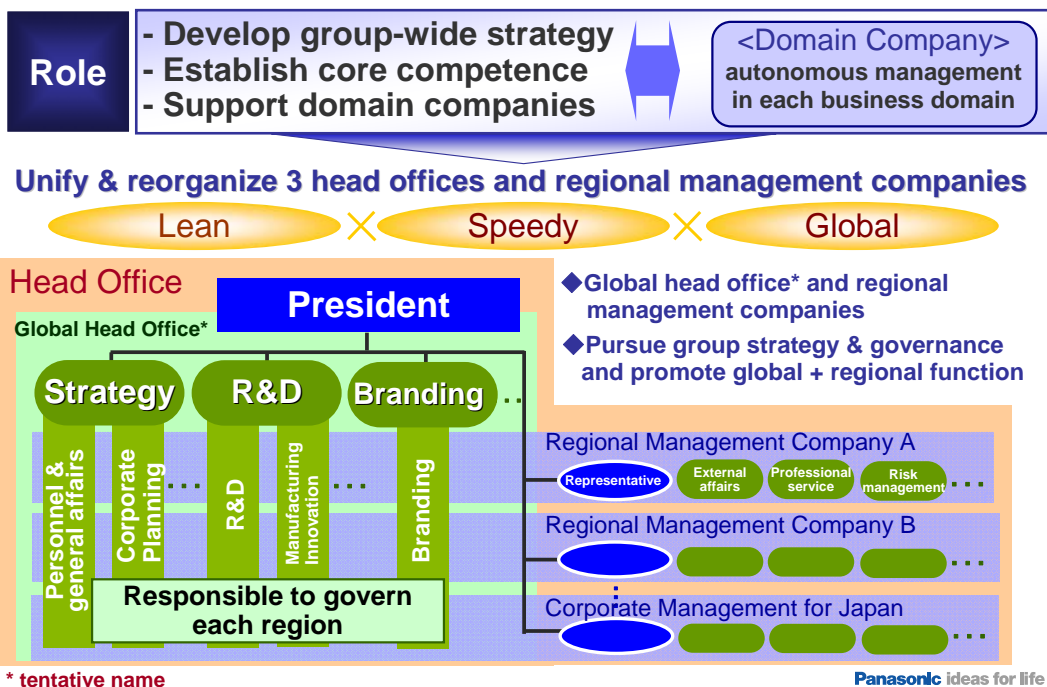 Role
- Develop group-wide strategy
- Establish core competence
- Support domain companies
<Domain Company>
autonomous management
in each business domain
Unify & reorganize 3 head offices and regional management companies
Lean
Speedy
Global
Head Office
President
Global Head Office*
Strategy
R&D
Branding
...
◆Global head office* and regional
management companies
◆Pursue group strategy & governance
and promote global + regional function
Personnel &
general affairs
Corporate
Planning
....
R&D
Manufacturing
Innovation
....
Branding
Responsible to govern
each region
Regional Management Company A
Representative
External
affairs
Professional
service
Risk
management
...
Regional Management Company B
...
Corporate Management for Japan
...
* tentative name
Panasonic ideas for life